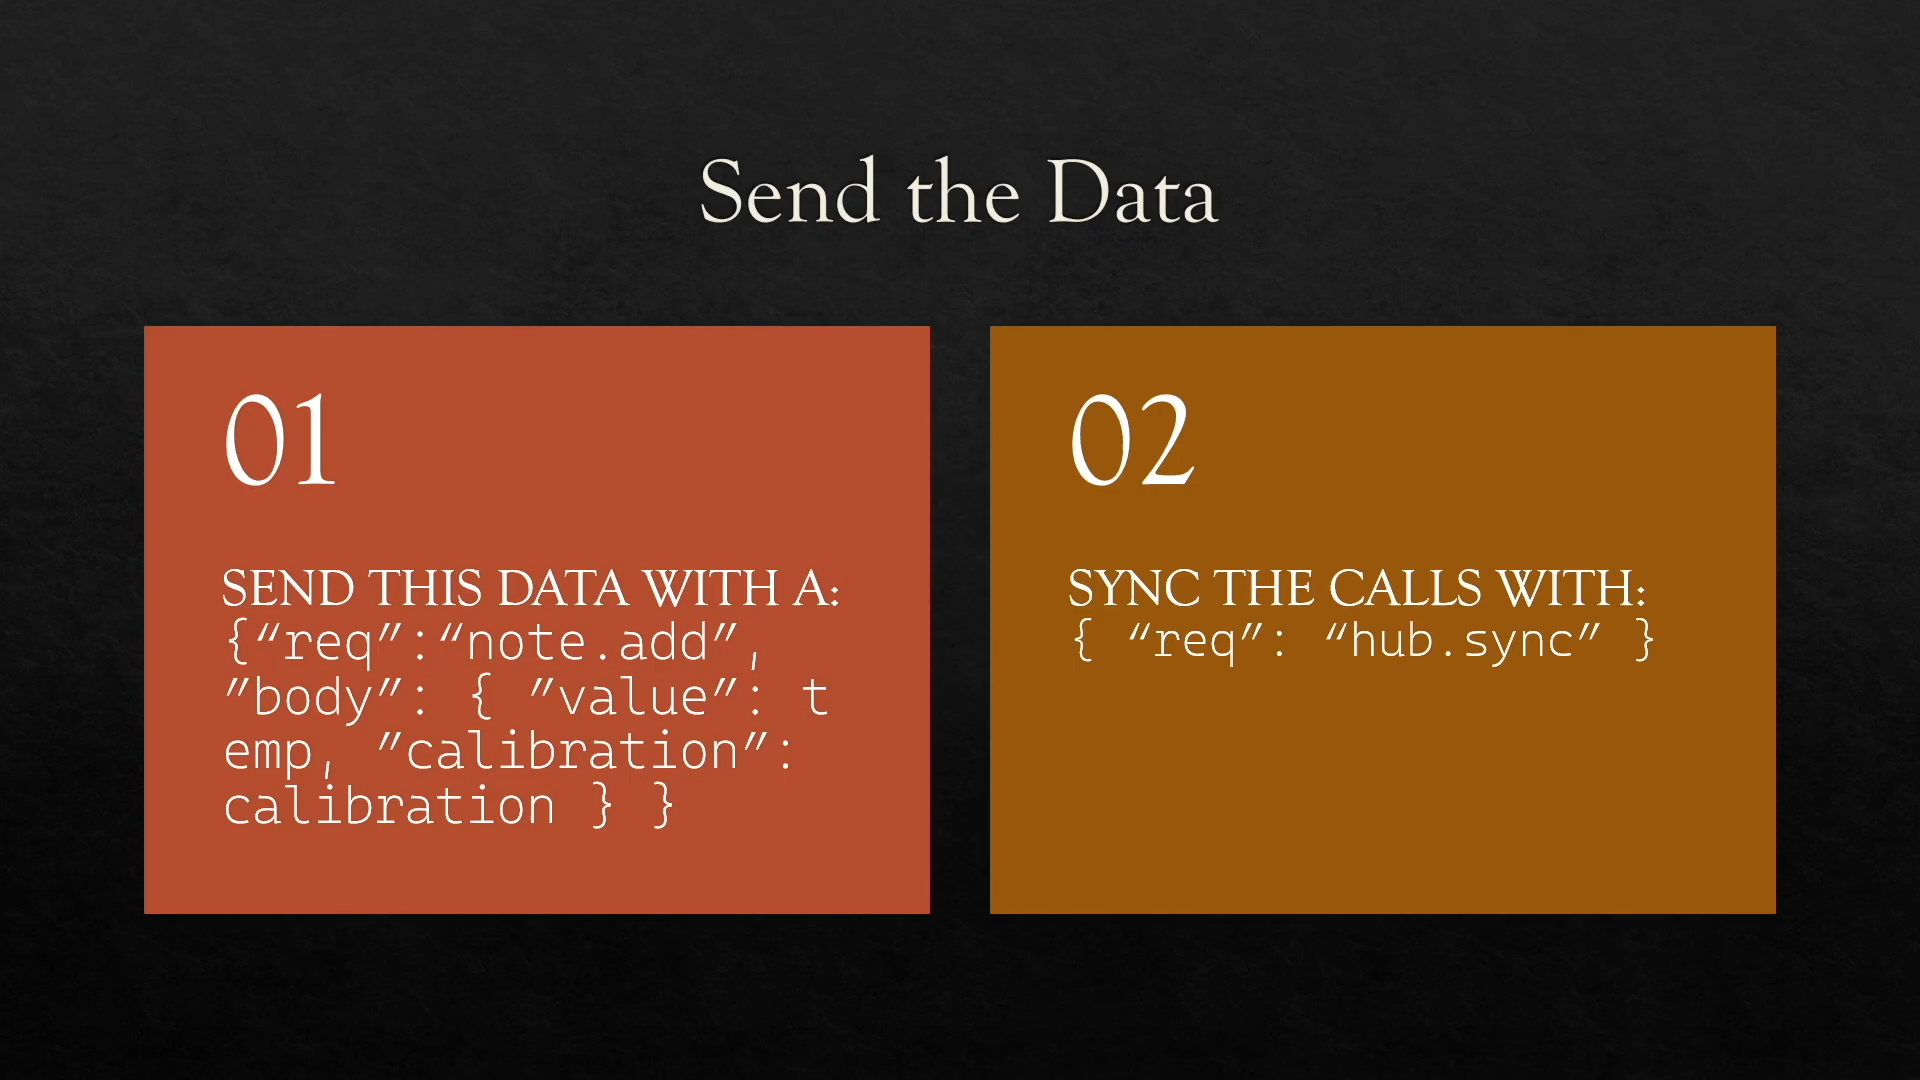 Send the Data
01
SEND THIS DATA WITH A:
{“req”:“note.add”,
”body”: { ”value”: t
emp, ”calibration”:
calibration } }
02
SYNC THE CALLS WITH:
{ “req”: “hub.sync” }